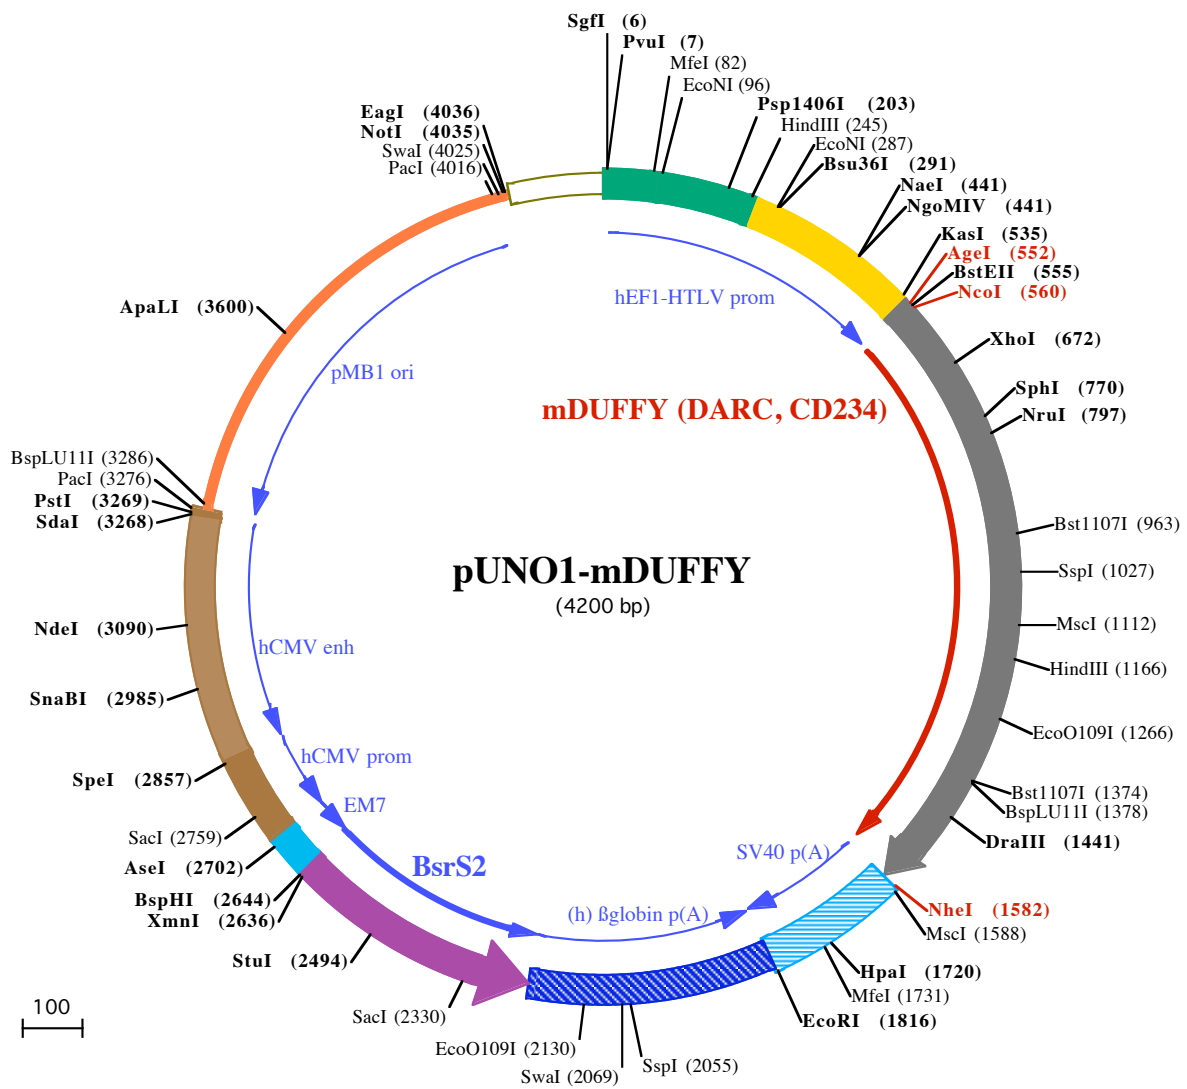 SgfI (6)
PvuI (7)
MfeI (82)
EcoNI (96)
Psp1406I (203)
HindIII (245)
EcoNI (287)
Bsu36I (291)
NaeI (441)
NgoMIV (441)
KasI (535)
AgeI (552)
BstEII (555)
NcoI (560)
XhoI (672)
SphI (770)
NruI (797)
Bst1107I (963)
SspI (1027)
MscI (1112)
HindIII (1166)
EcoO109I (1266)
Bst1107I (1374)
BspLU11I (1378)
DraIII (1441)
NheI (1582)
MscI (1588)
HpaI (1720)
MfeI (1731)
EcoRI (1816)
SspI (2055)
SwaI (2069)
EcoO109I (2130)
SacI (2330)
StuI (2494)
XmnI (2636)
BspHI (2644)
AseI (2702)
SacI (2759)
SpeI (2857)
SnaBI (2985)
NdeI (3090)
SdaI (3268)
PstI (3269)
PacI (3276)
BspLU11I (3286)
ApaLI (3600)
PacI (4016)
SwaI (4025)
NotI (4035)
EagI (4036)
hEF1-HTLV prom
pMB1 ori
mDUFFY (DARC, CD234)
pUNO1-mDUFFY
(4200 bp)
hCMV enh
hCMV prom
EM7
BsrS2
SV40 p(A)
(h) ßglobin p(A)
100